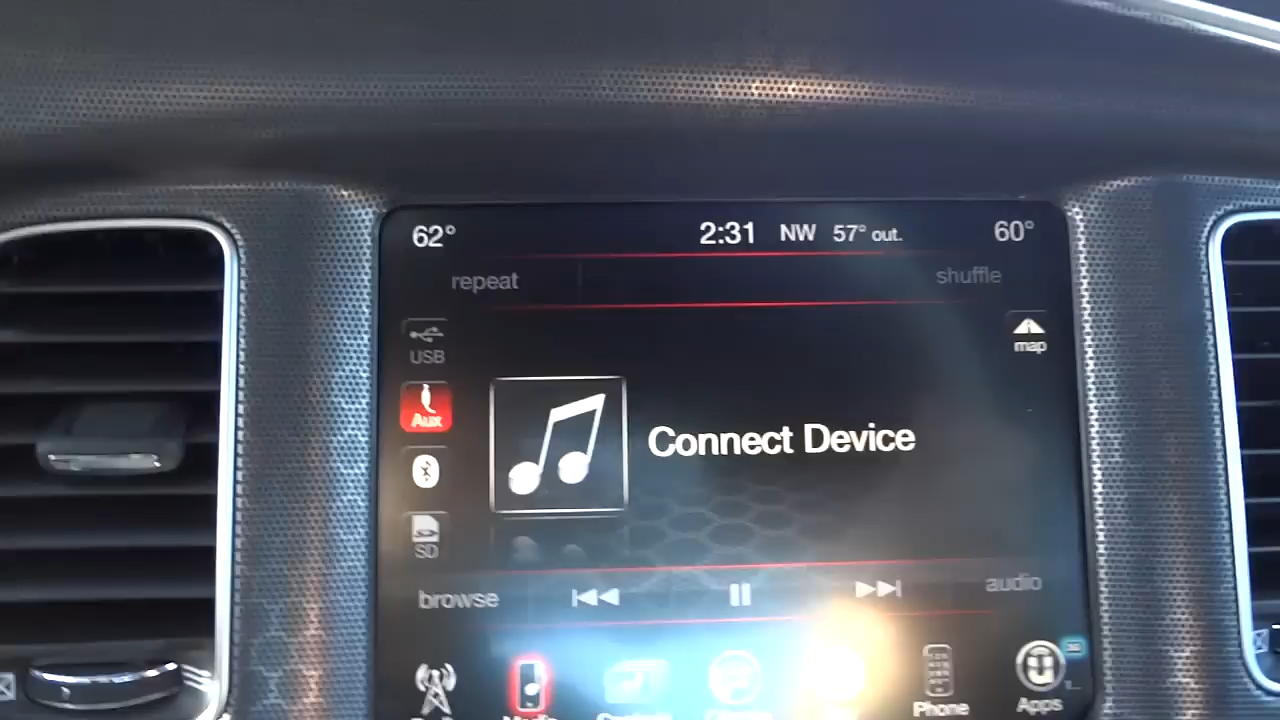 62° 2:31 NW 57° out. 60°
repeat shuffle
USB
map
Aux
Connect Device
SD
browse audio
Phone Apps